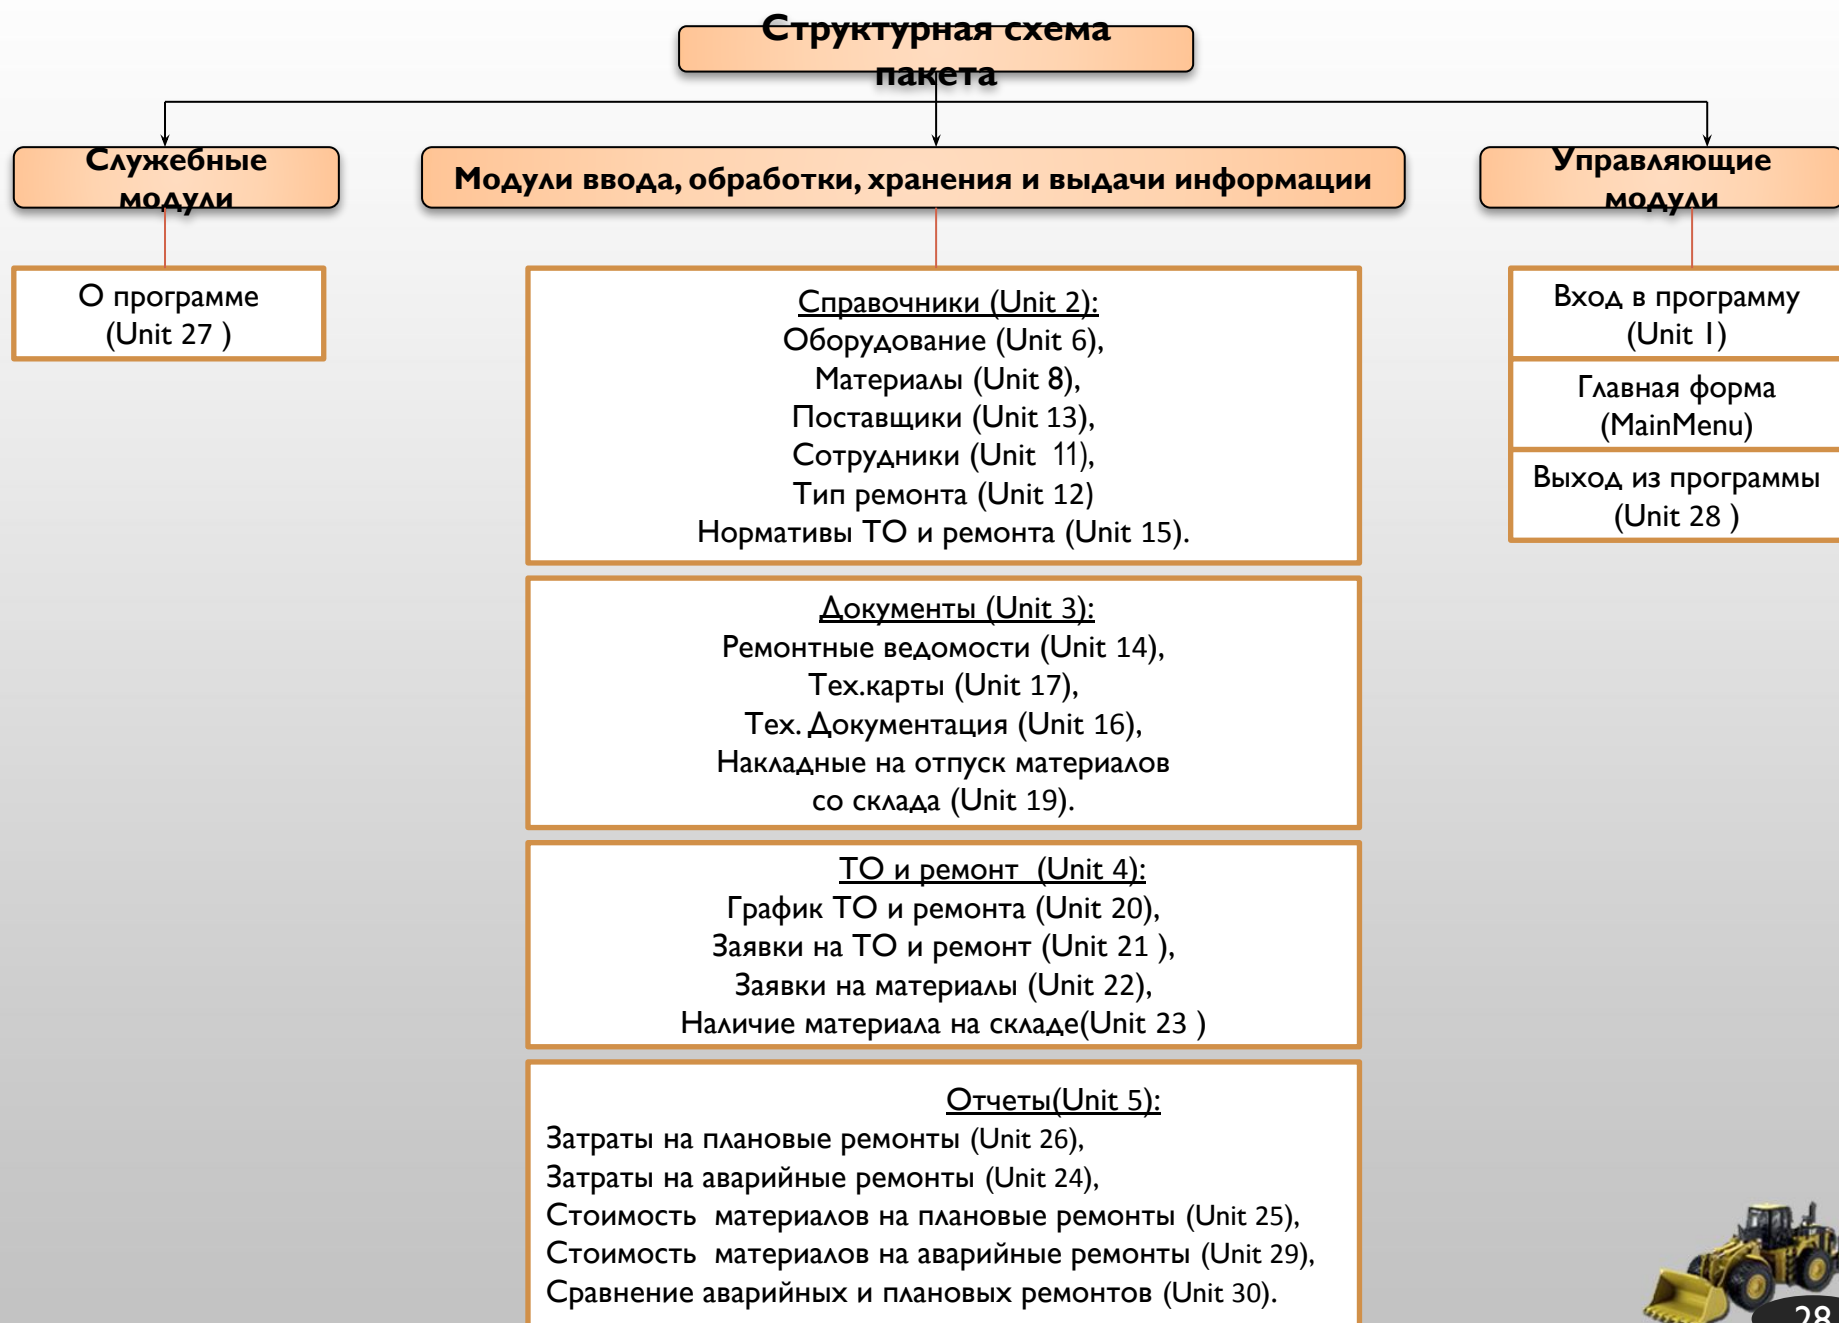 Структурная схема
пакета
Служебные
модули
Модули ввода, обработки, хранения и выдачи информации
Управляющие
модули
О программе
(Unit 27 )
Справочники (Unit 2):
Оборудование (Unit 6),
Материалы (Unit 8),
Поставщики (Unit 13),
Сотрудники (Unit  11),
Тип ремонта (Unit 12)
Нормативы ТО и ремонта (Unit 15).
Документы (Unit 3):
Ремонтные ведомости (Unit 14),
Тех.карты (Unit 17),
Тех. Документация (Unit 16),
Накладные на отпуск материалов
со склада (Unit 19).
ТО и ремонт  (Unit 4):
График ТО и ремонта (Unit 20),
Заявки на ТО и ремонт (Unit 21 ),
Заявки на материалы (Unit 22),
Наличие материала на складе(Unit 23 )
Отчеты(Unit 5):
Затраты на плановые ремонты (Unit 26),
Затраты на аварийные ремонты (Unit 24),
Стоимость  материалов на плановые ремонты (Unit 25),
Стоимость  материалов на аварийные ремонты (Unit 29),
Сравнение аварийных и плановых ремонтов (Unit 30).
Вход в программу
(Unit 1)
Главная форма
(MainMenu)
Выход из программы
(Unit 28 )
28